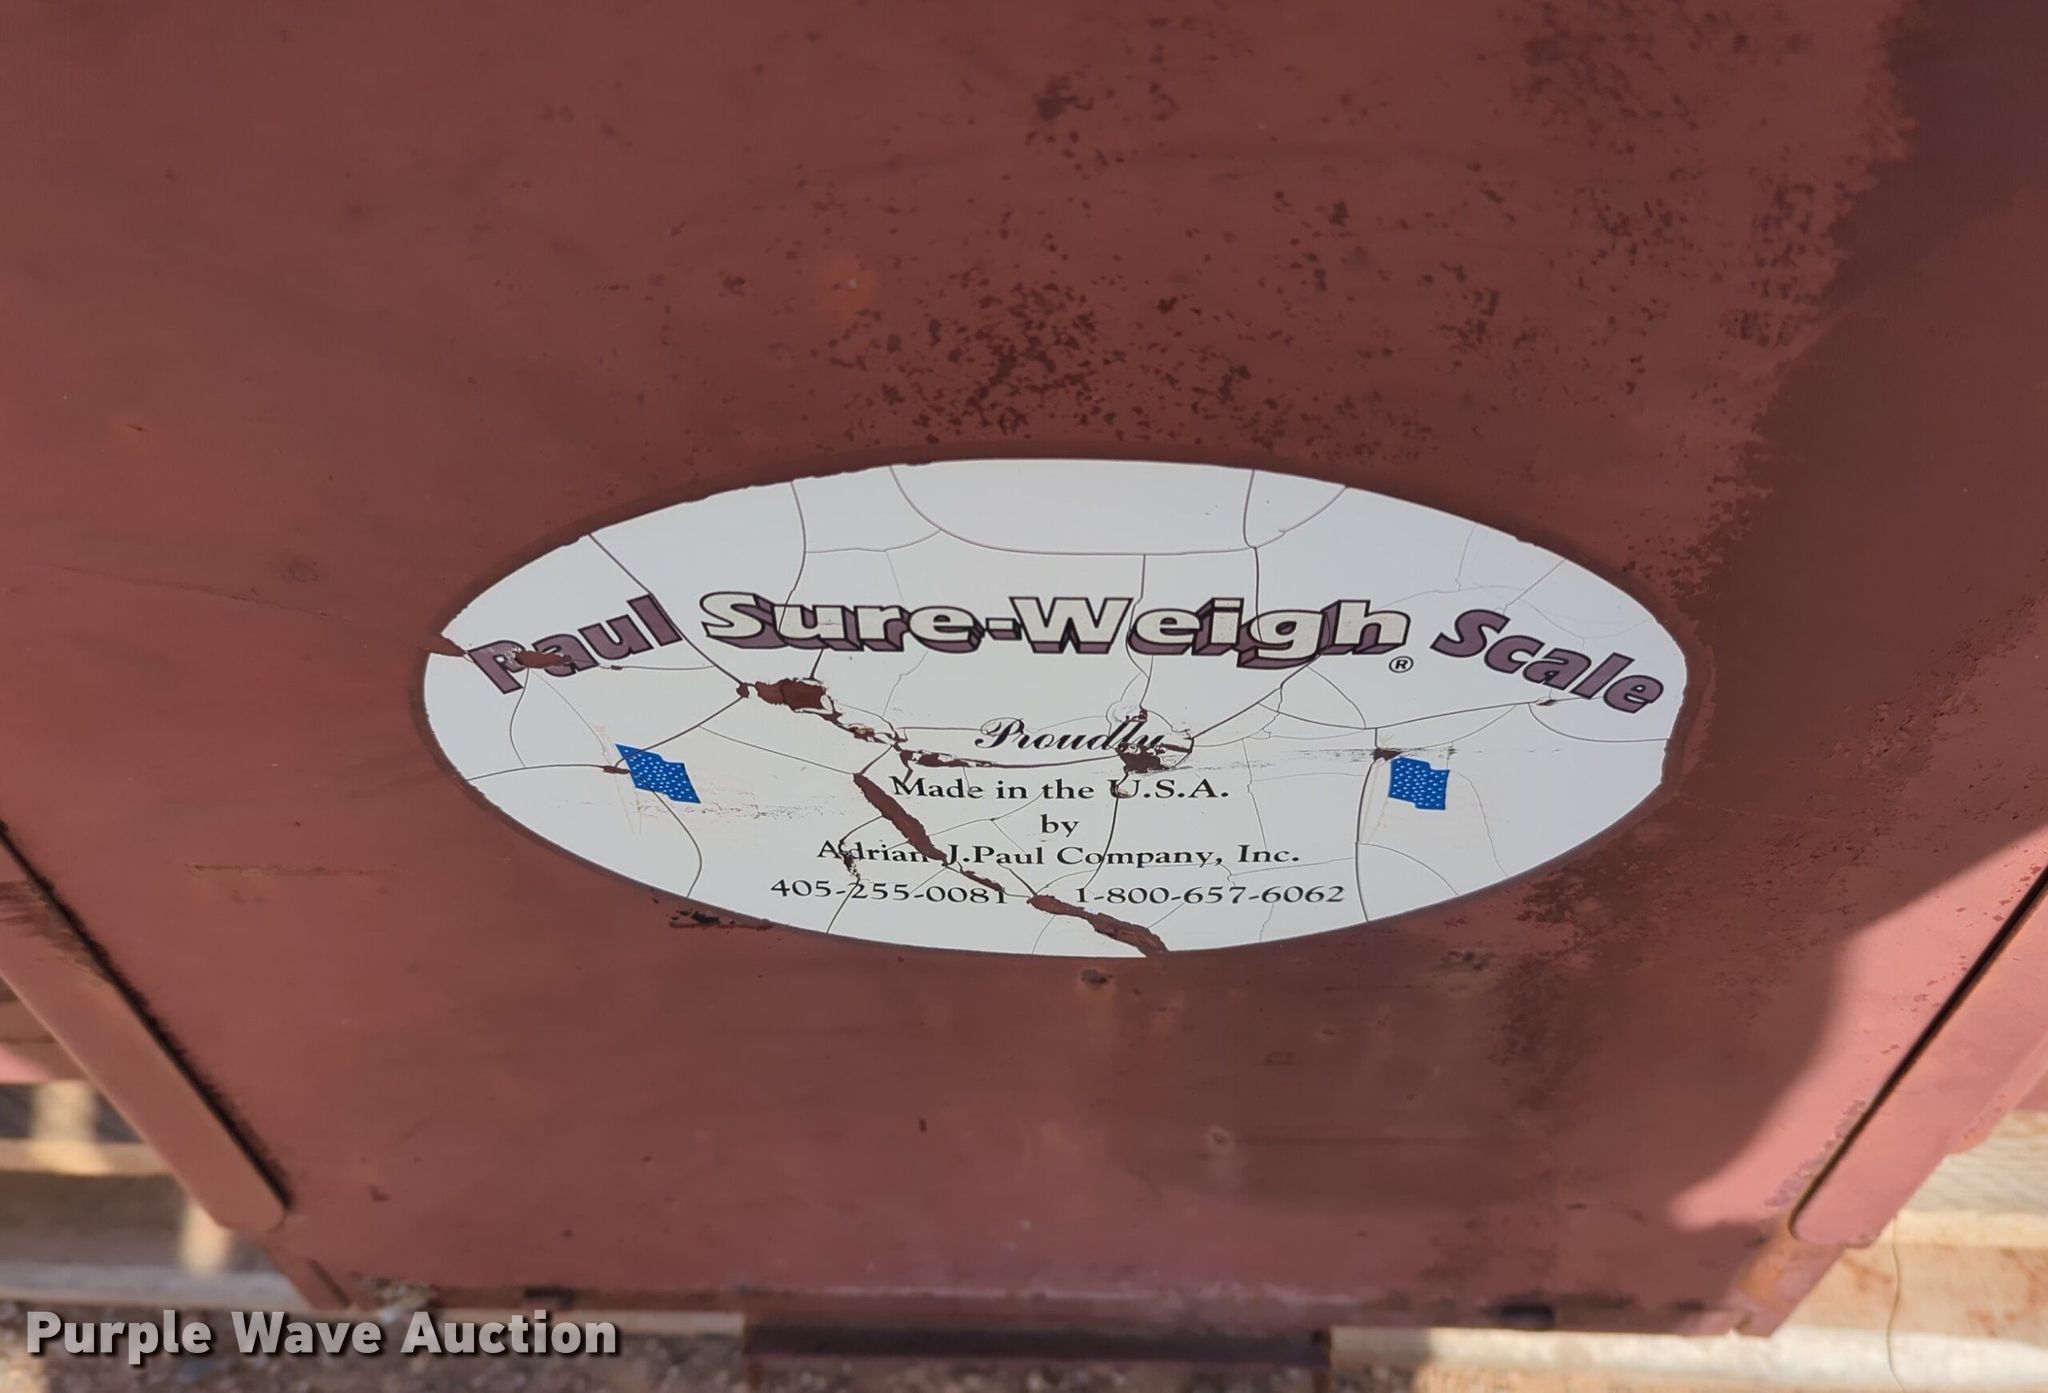 Paul Sure-Weigh® Scale
Proudly
Made in the U.S.A.
by
Adrian J.Paul Company, Inc.
405-255-0081 1-800-657-6062
Purple Wave Auction